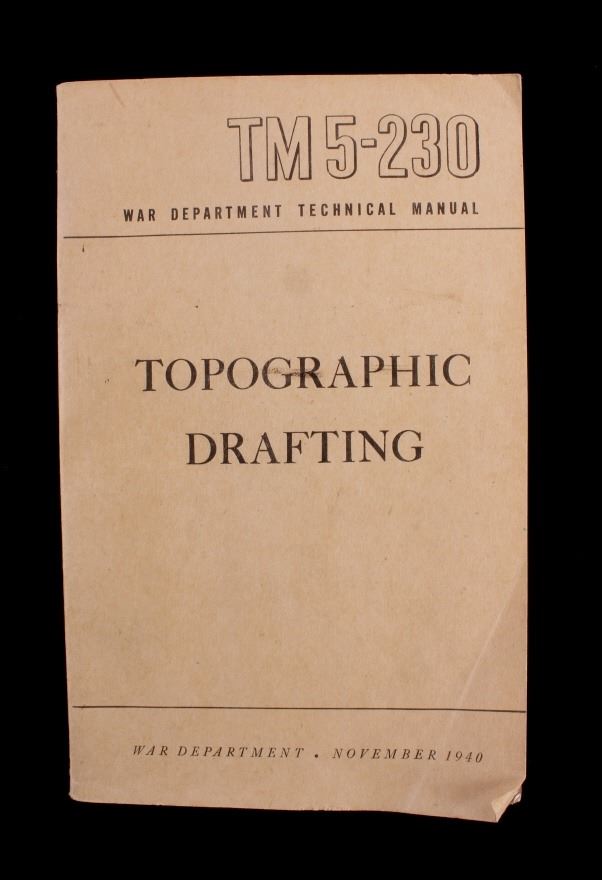 TM 5-230
WAR DEPARTMENT TECHNICAL MANUAL
TOPOGRAPHIC
DRAFTING
WAR DEPARTMENT • NOVEMBER 1940